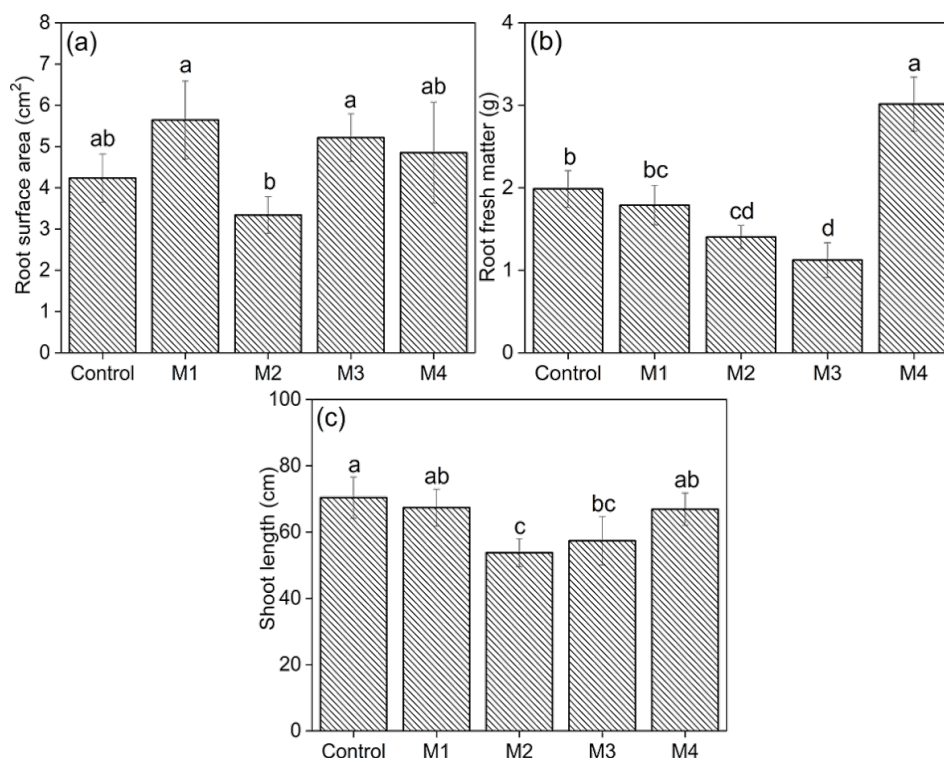 (a)
Root surface area (cm²)
8
7
6
5
4
3
2
1
0
ab
a
b
a
ab
Control M1 M2 M3 M4
(b)
Root fresh matter (g)
4
3
2
1
0
b
bc
cd
d
a
Control M1 M2 M3 M4
(c)
Shoot length (cm)
100
80
60
40
20
0
a
ab
c
bc
ab
Control M1 M2 M3 M4